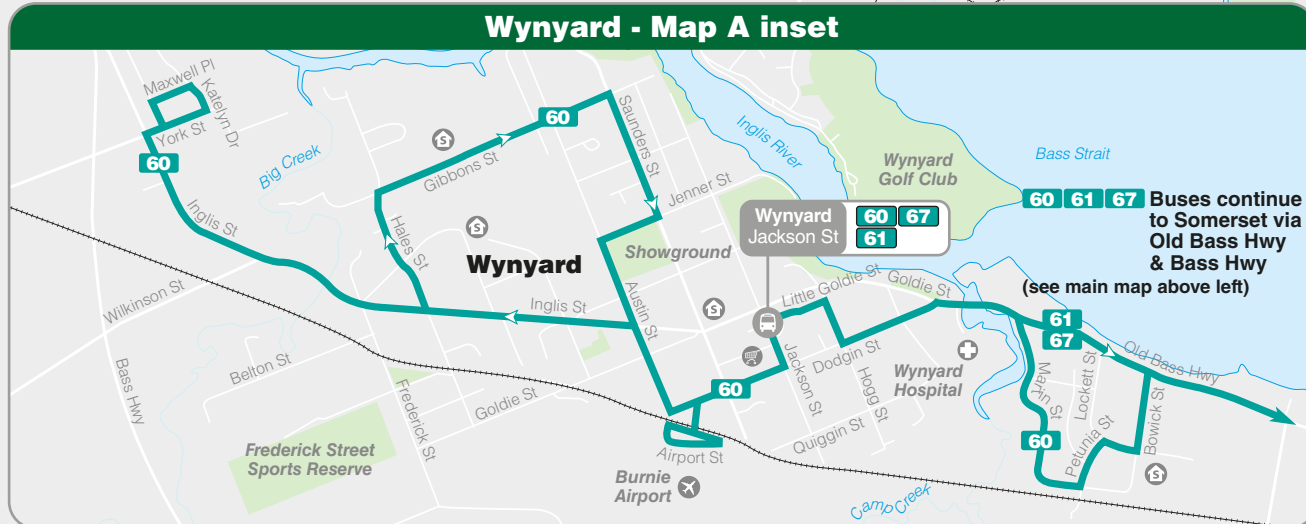 Wynyard - Map A inset
Maxwell Pl
Katelyn Dr
York St
60
Big Creek
Inglis St
Wilkinson St
Bass Hwy
Belton St
Frederick Street
Sports Reserve
Frederick St
Goldie St
Hales St
Gibbons St
60
Saunders St
Jenner St
Wynyard
Showground
Inglis St
Austin St
Inglis River
Wynyard
Golf Club
Bass Strait
Wynyard
Jackson St
60 67
61
60 61 67 Buses continue
to Somerset via
Old Bass Hwy
& Bass Hwy
(see main map above left)
Little Goldie St
Goldie St
Dodgin St
Jackson St
Hogg St
Quiggin St
60
Airport St
Burnie
Airport
Wynyard
Hospital
61
67
Old Bass Hwy
Martin St
Lockett St
Bowick St
Petunia St
60
Camp Creek
S
S
S
S